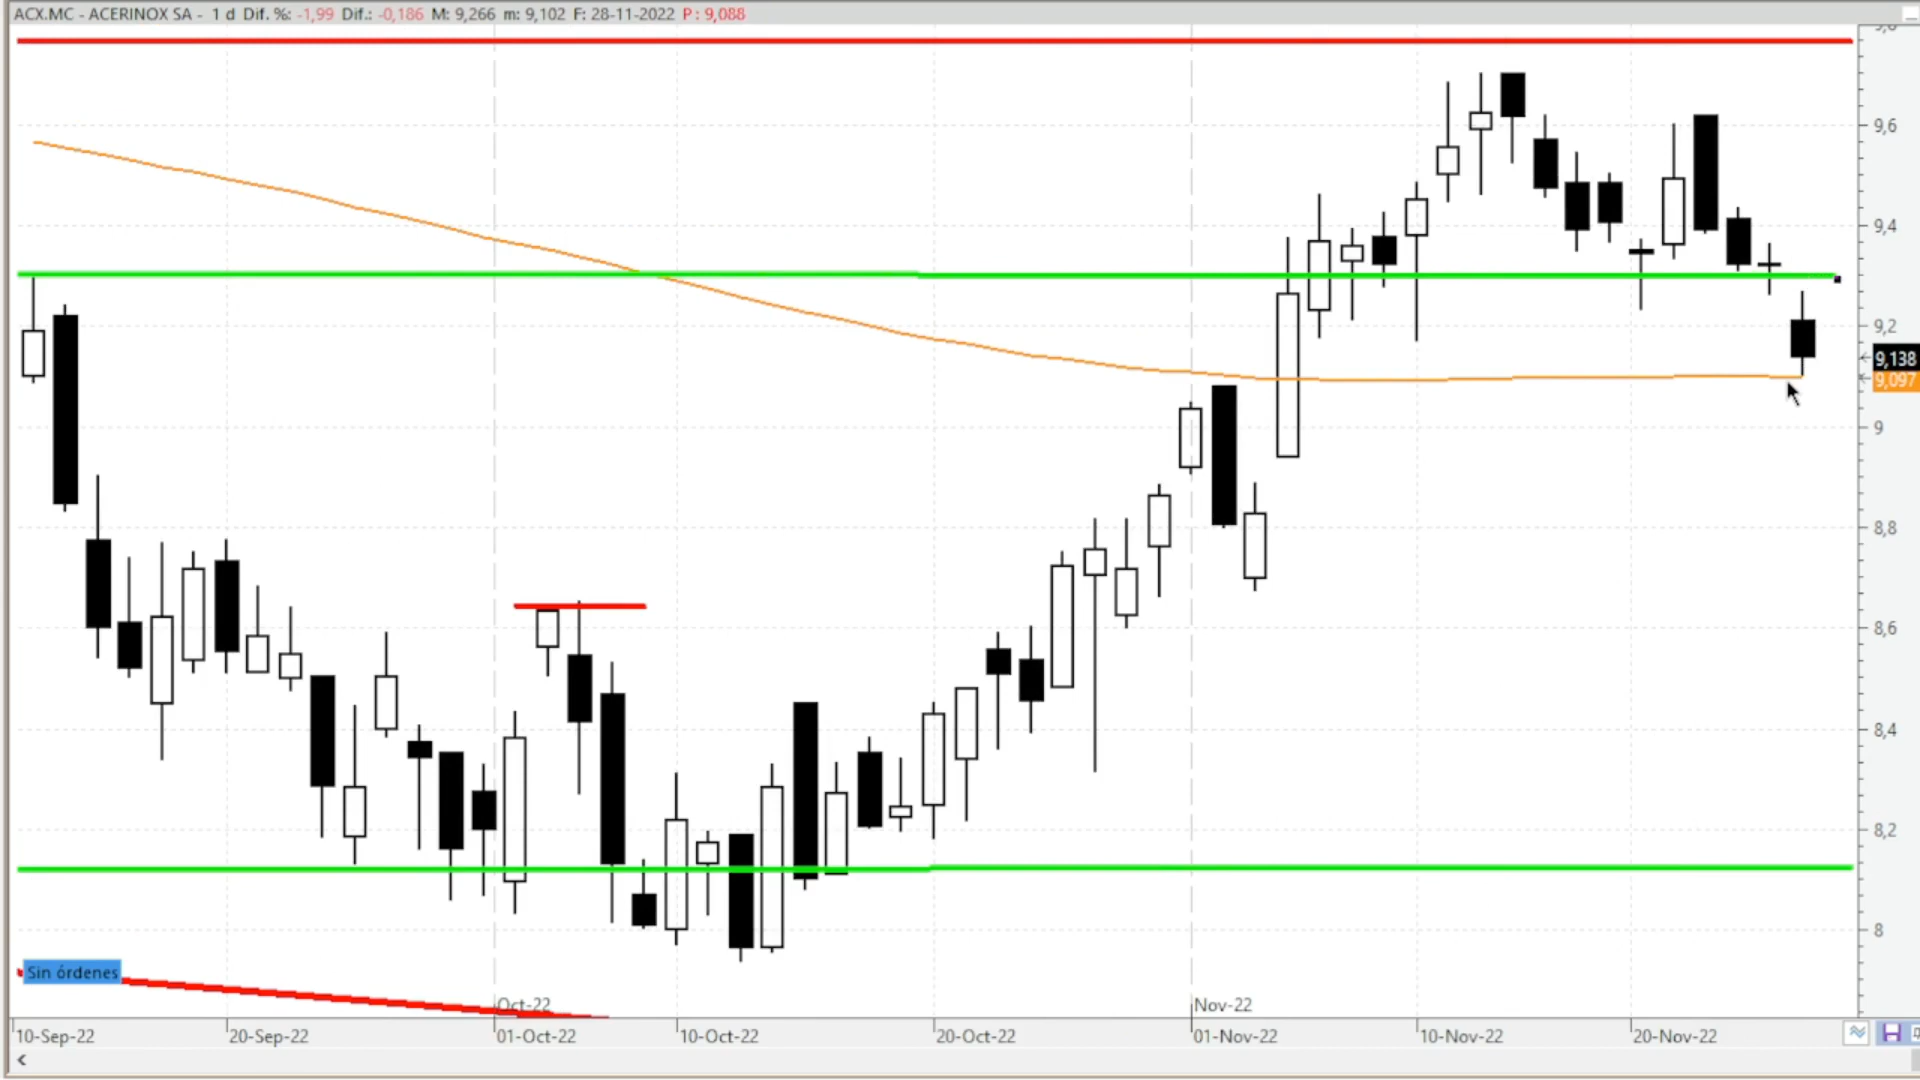 ACX.MC - ACERINOX SA - 1 d Dif. %: -1,99 Dif.: -0,186 M: 9,266 m: 9,102 F: 28-11-2022 P: 9,088
9,6
9,4
9,2
9,138
9,097
9
8,8
8,6
8,4
8,2
8
Sin órdenes
Oct-22
Nov-22
10-Sep-22
20-Sep-22
01-Oct-22
10-Oct-22
20-Oct-22
01-Nov-22
10-Nov-22
20-Nov-22